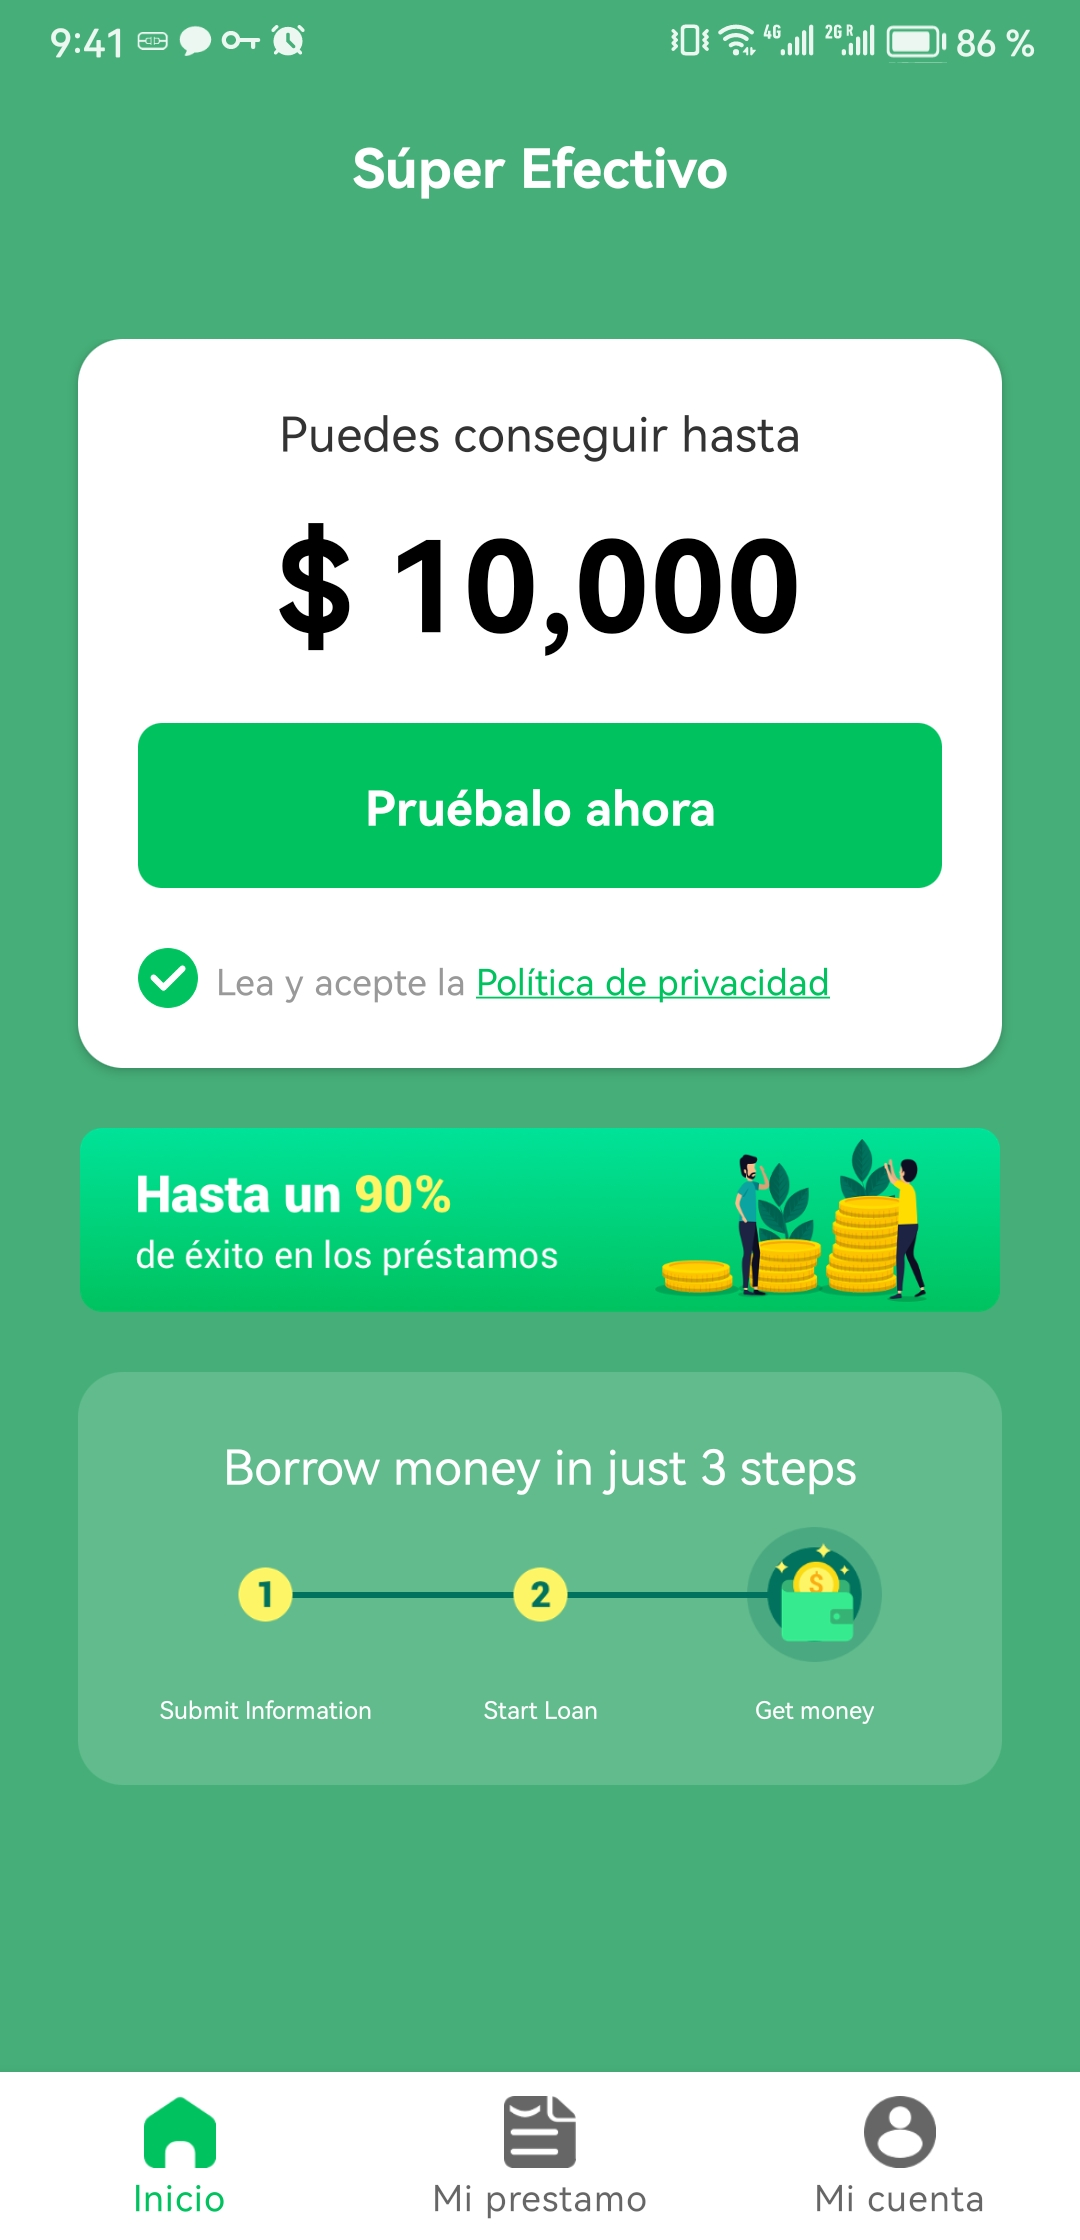 9:41
4G
2G R
86 %
Súper Efectivo
Puedes conseguir hasta
$ 10,000
Pruébalo ahora
Lea y acepte la Política de privacidad
Hasta un 90%
de éxito en los préstamos
Borrow money in just 3 steps
1
2
$
Submit Information
Start Loan
Get money
Inicio
Mi prestamo
Mi cuenta